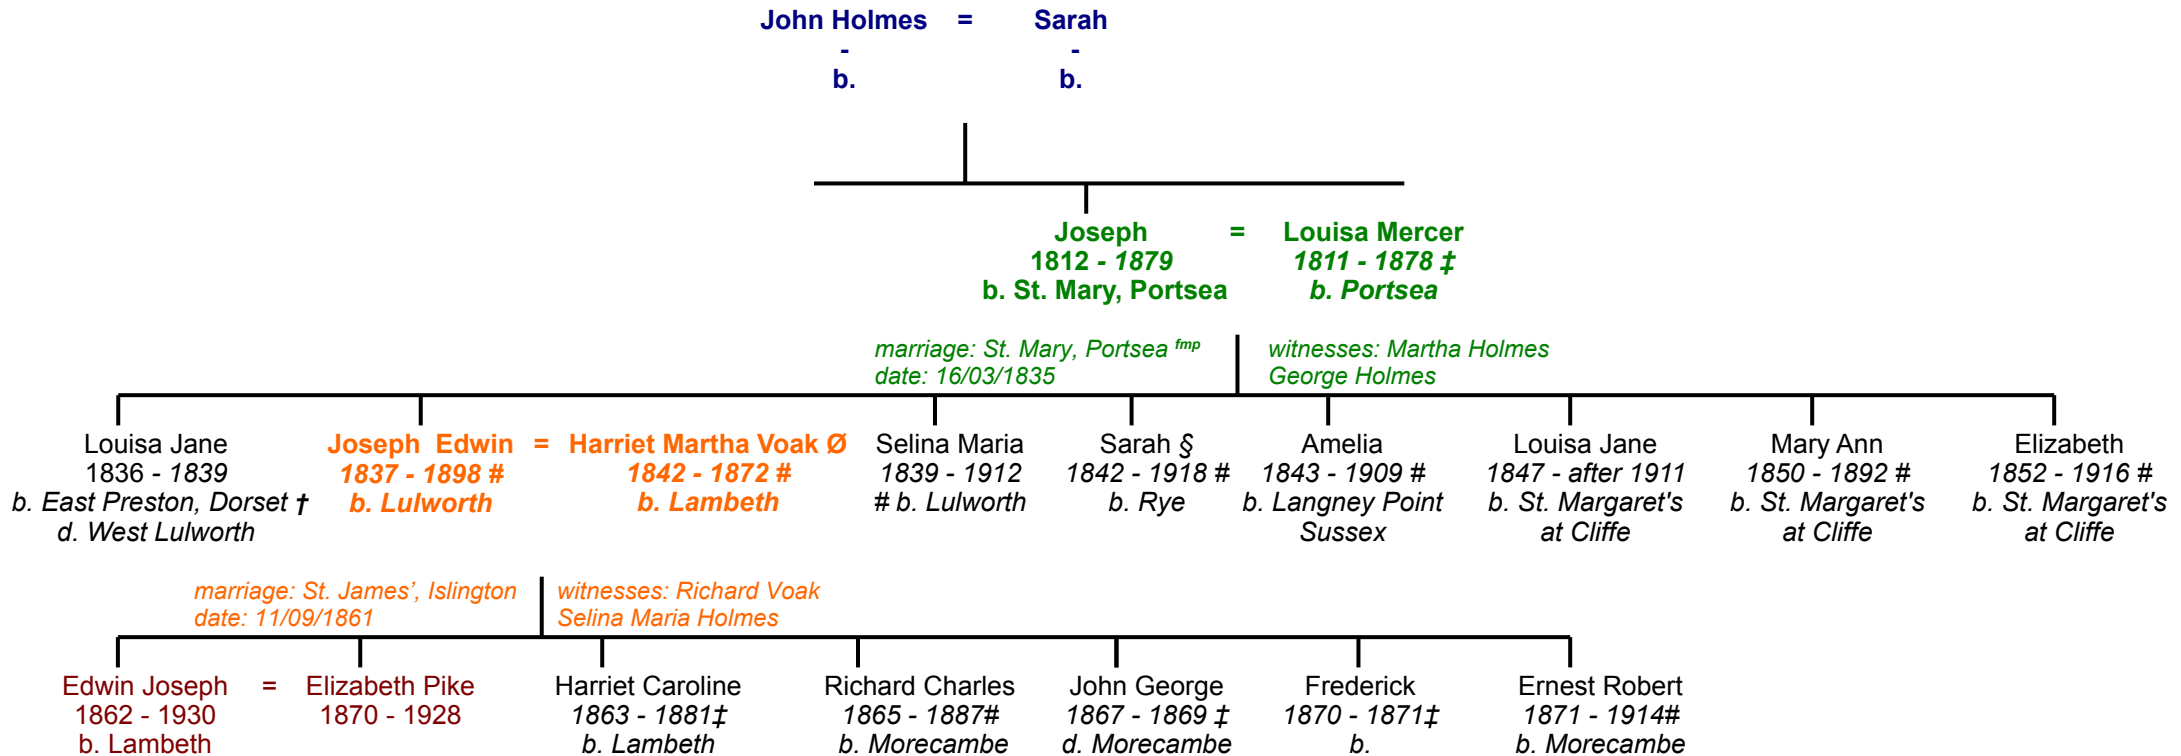 John Holmes = Sarah
- -
b. b.
Joseph = Louisa Mercer
1812 - 1879 1811 - 1878 ‡
b. St. Mary, Portsea b. Portsea
marriage: St. Mary, Portsea fmp witnesses: Martha Holmes
date: 16/03/1835 George Holmes
Louisa Jane Joseph Edwin = Harriet Martha Voak Ø Selina Maria Sarah § Amelia Louisa Jane Mary Ann Elizabeth
1836 - 1839 1837 - 1898 # 1842 - 1872 # 1839 - 1912 1842 - 1918 # 1843 - 1909 # 1847 - after 1911 1850 - 1892 # 1852 - 1916 #
b. East Preston, Dorset † b. Lulworth b. Lambeth # b. Lulworth b. Rye b. Langney Point b. St. Margaret's b. St. Margaret's b. St. Margaret's
d. West Lulworth Sussex at Cliffe at Cliffe at Cliffe
marriage: St. James’, Islington witnesses: Richard Voak
date: 11/09/1861 Selina Maria Holmes
Edwin Joseph = Elizabeth Pike Harriet Caroline Richard Charles John George Frederick Ernest Robert
1862 - 1930 1870 - 1928 1863 - 1881‡ 1865 - 1887# 1867 - 1869 ‡ 1870 - 1871‡ 1871 - 1914#
b. Lambeth b. Lambeth b. Morecambe d. Morecambe b. b. Morecambe